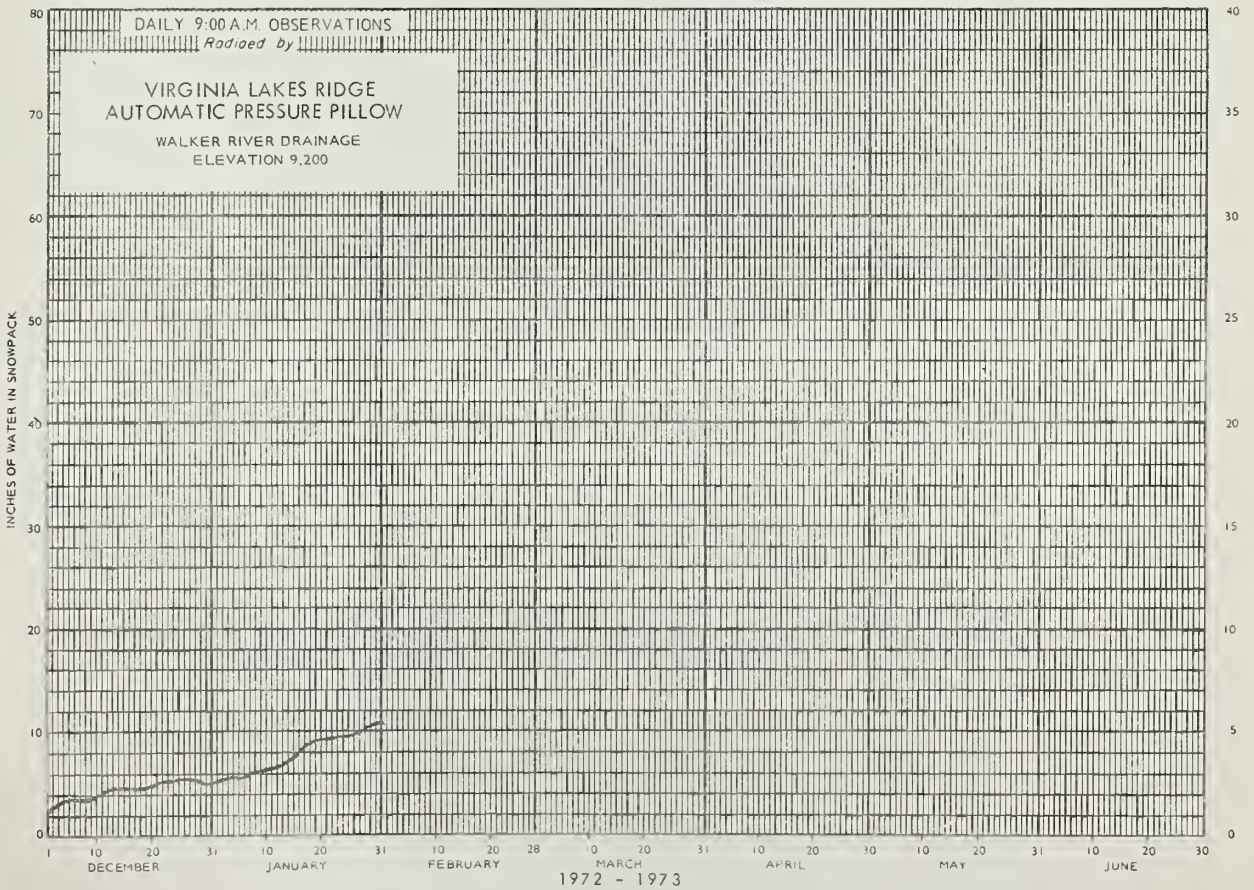 DAILY 9:00 A.M. OBSERVATIONS
Radioed by
VIRGINIA LAKES RIDGE
AUTOMATIC PRESSURE PILLOW
WALKER RIVER DRAINAGE
ELEVATION 9,200
INCHES OF WATER IN SNOWPACK
80
70
60
50
40
30
20
10
0
40
35
30
25
20
15
10
5
0
1 10 20 31 10 20 31 10 20 28 10 20 31 10 20 30 10 20 31 10 20 30
DECEMBER JANUARY FEBRUARY MARCH APRIL MAY JUNE
1972 - 1973